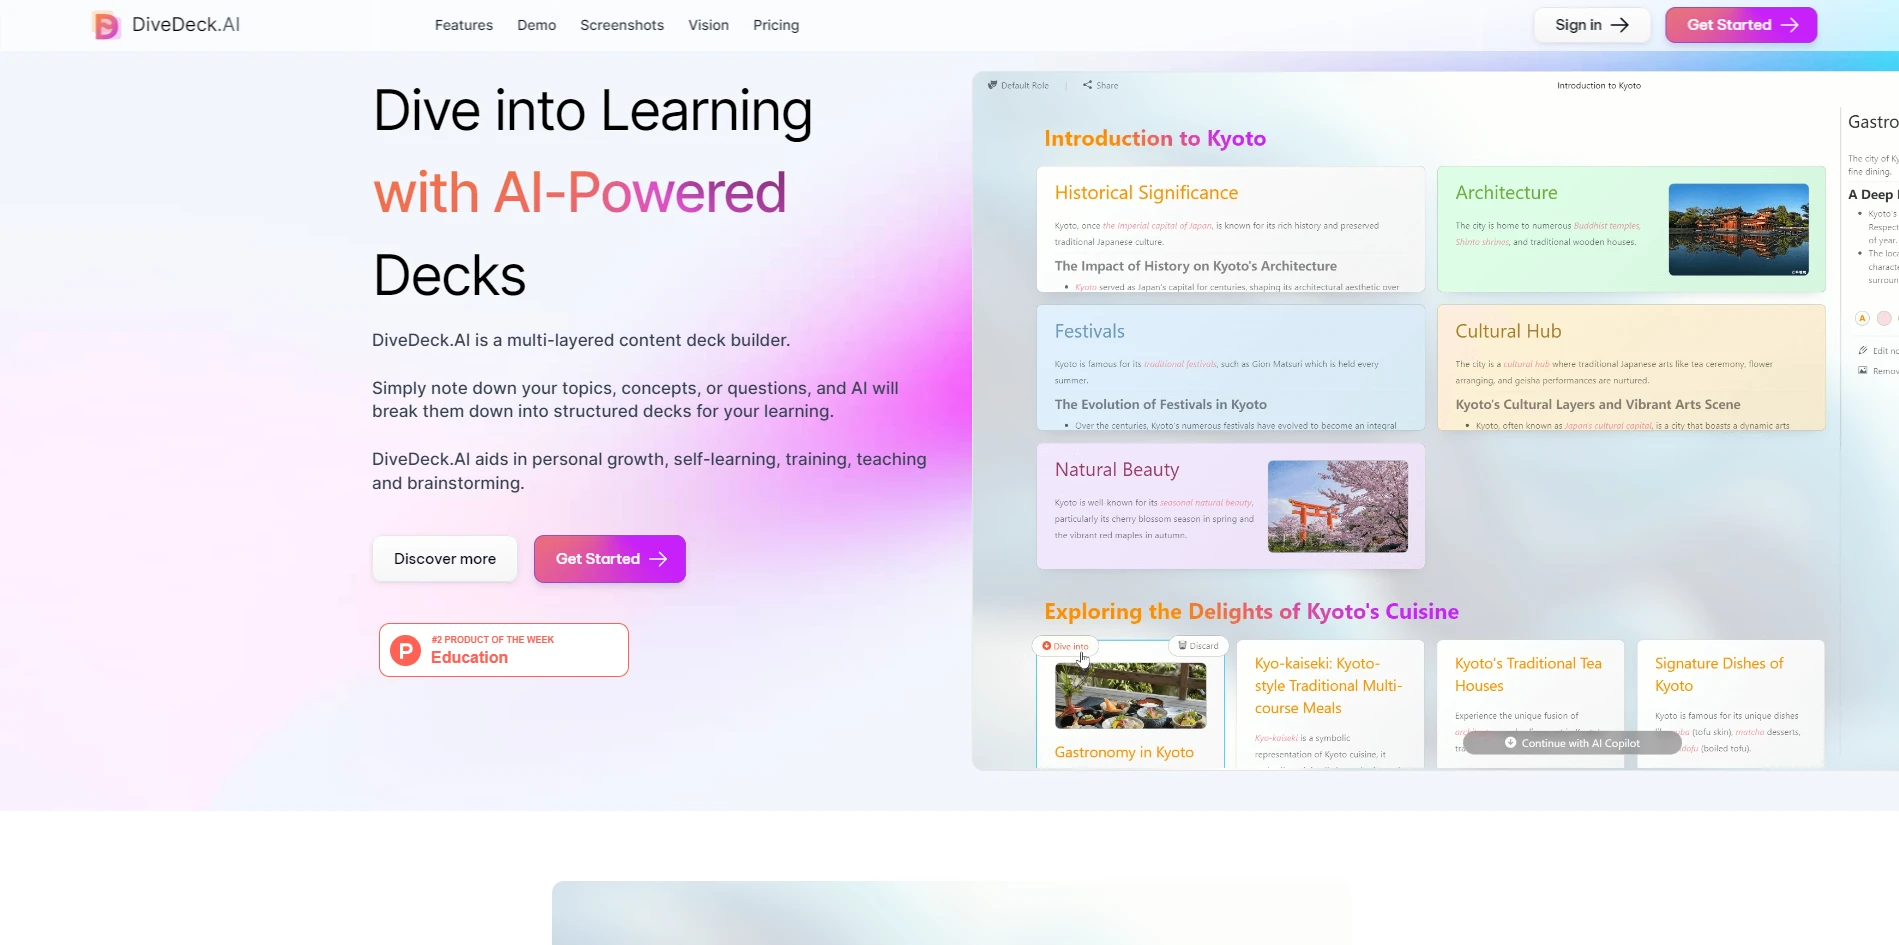 DiveDeck.AI
Features
Demo
Screenshots
Vision
Pricing
Sign in
Get Started
Dive into Learning
with AI-Powered
Decks
DiveDeck.AI is a multi-layered content deck builder.
Simply note down your topics, concepts, or questions, and AI will
break them down into structured decks for your learning.
DiveDeck.AI aids in personal growth, self-learning, training, teaching
and brainstorming.
Discover more
Get Started
P
#2 PRODUCT OF THE WEEK
Education
Default Role
Share
Introduction to Kyoto
Introduction to Kyoto
Historical Significance
Kyoto, once the imperial capital of Japan, is known for its rich history and preserved
traditional Japanese culture.
The Impact of History on Kyoto's Architecture
• Kyoto served as Japan's capital for centuries, shaping its architectural aesthetic over
Architecture
The city is home to numerous Buddhist temples,
Shinto shrines, and traditional wooden houses.
Festivals
Kyoto is famous for its traditional festivals, such as Gion Matsuri which is held every
summer.
The Evolution of Festivals in Kyoto
• Over the centuries, Kyoto's numerous festivals have evolved to become an integral
Cultural Hub
The city is a cultural hub where traditional Japanese arts like tea ceremony, flower
arranging, and geisha performances are nurtured.
Kyoto's Cultural Layers and Vibrant Arts Scene
• Kyoto, often known as Japan's cultural capital, is a city that boasts a dynamic arts
Natural Beauty
Kyoto is well-known for its seasonal natural beauty,
particularly its cherry blossom season in spring and
the vibrant red maples in autumn.
Exploring the Delights of Kyoto's Cuisine
Dive into
Discard
Gastronomy in Kyoto
Kyo-kaiseki: Kyoto-
style Traditional Multi-
course Meals
Kyo-kaiseki is a symbolic
representation of Kyoto cuisine, it
Kyoto's Traditional Tea
Houses
Experience the unique fusion of
Signature Dishes of
Kyoto
Kyoto is famous for its unique dishes
(tofu skin), matcha desserts,
(boiled tofu).
Continue with AI Copilot
Gastro
The city of Ky
fine dining.
A Deep
• Kyoto's
Respect
of year.
• The loca
characte
surroun
A
Edit no
Remov